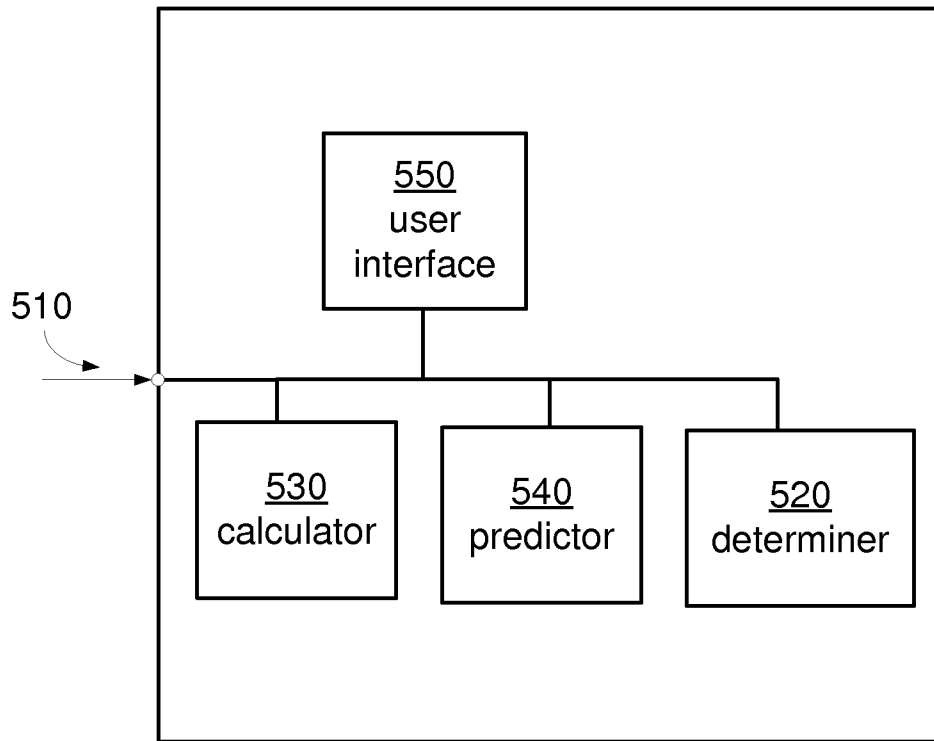 550
user
interface
510
530
calculator
540
predictor
520
determiner